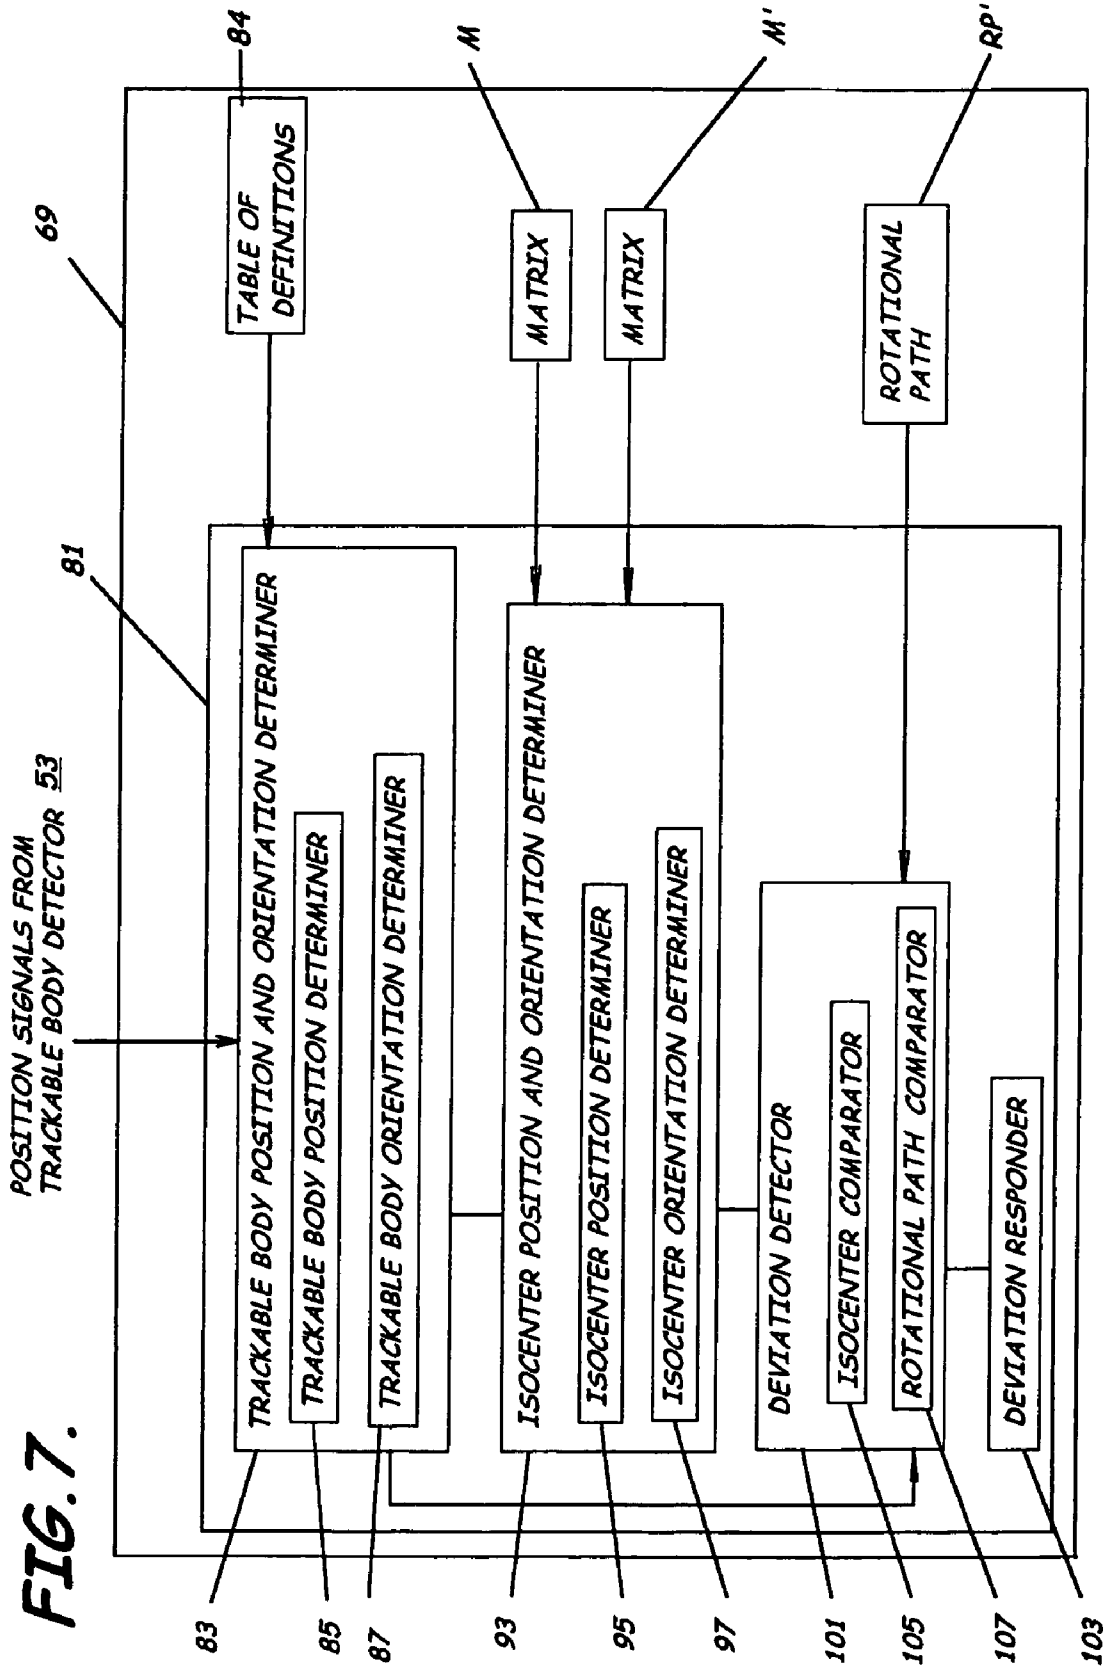 FIG. 7.
POSITION SIGNALS FROM
TRACKABLE BODY DETECTOR 53
69
81
84
TABLE OF
DEFINITIONS
83
TRACKABLE BODY POSITION AND ORIENTATION DETERMINER
85
TRACKABLE BODY POSITION DETERMINER
87
TRACKABLE BODY ORIENTATION DETERMINER
M
MATRIX
M'
MATRIX
93
ISOCENTER POSITION AND ORIENTATION DETERMINER
95
ISOCENTER POSITION DETERMINER
97
ISOCENTER ORIENTATION DETERMINER
RP'
ROTATIONAL
PATH
101
DEVIATION DETECTOR
105
ISOCENTER COMPARATOR
107
ROTATIONAL PATH COMPARATOR
103
DEVIATION RESPONDER